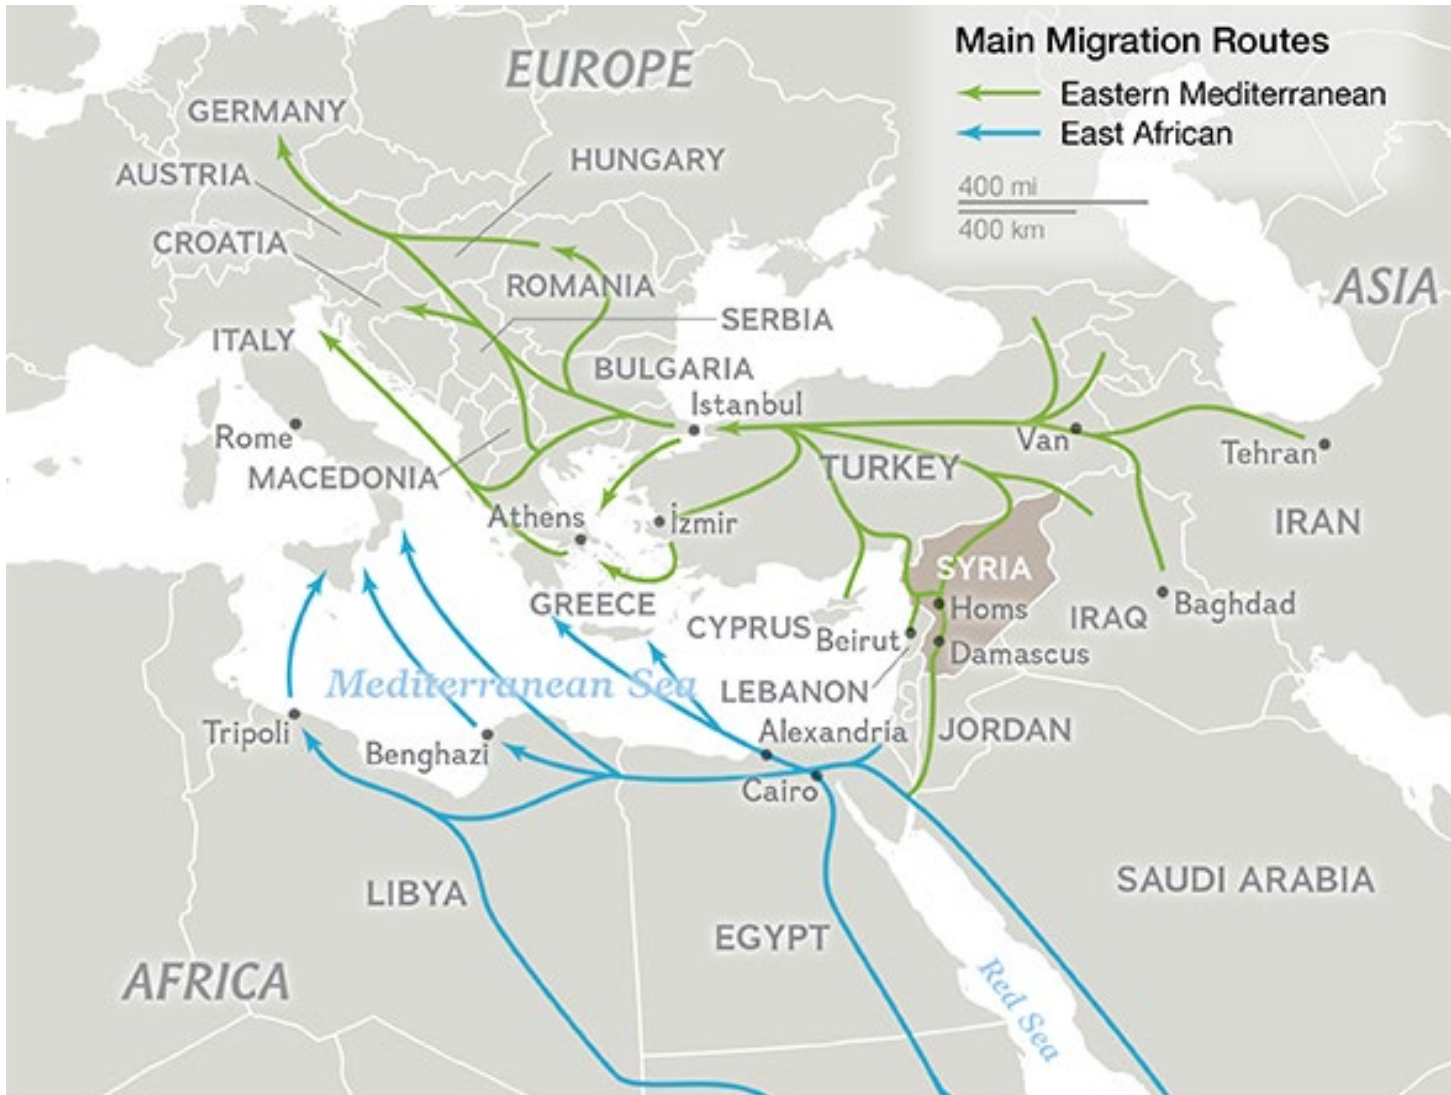 Main Migration Routes
Eastern Mediterranean
East African
400 mi
400 km
EUROPE
GERMANY
AUSTRIA
HUNGARY
CROATIA
ROMANIA
ASIA
SERBIA
ITALY
BULGARIA
Istanbul
Rome
Van
Tehran
MACEDONIA
TURKEY
Athens
İzmir
IRAN
SYRIA
GREECE
Homs
IRAQ
Baghdad
CYPRUS
Beirut
Damascus
Mediterranean Sea
LEBANON
Tripoli
Alexandria
JORDAN
Benghazi
Cairo
LIBYA
SAUDI ARABIA
EGYPT
AFRICA
Red Sea